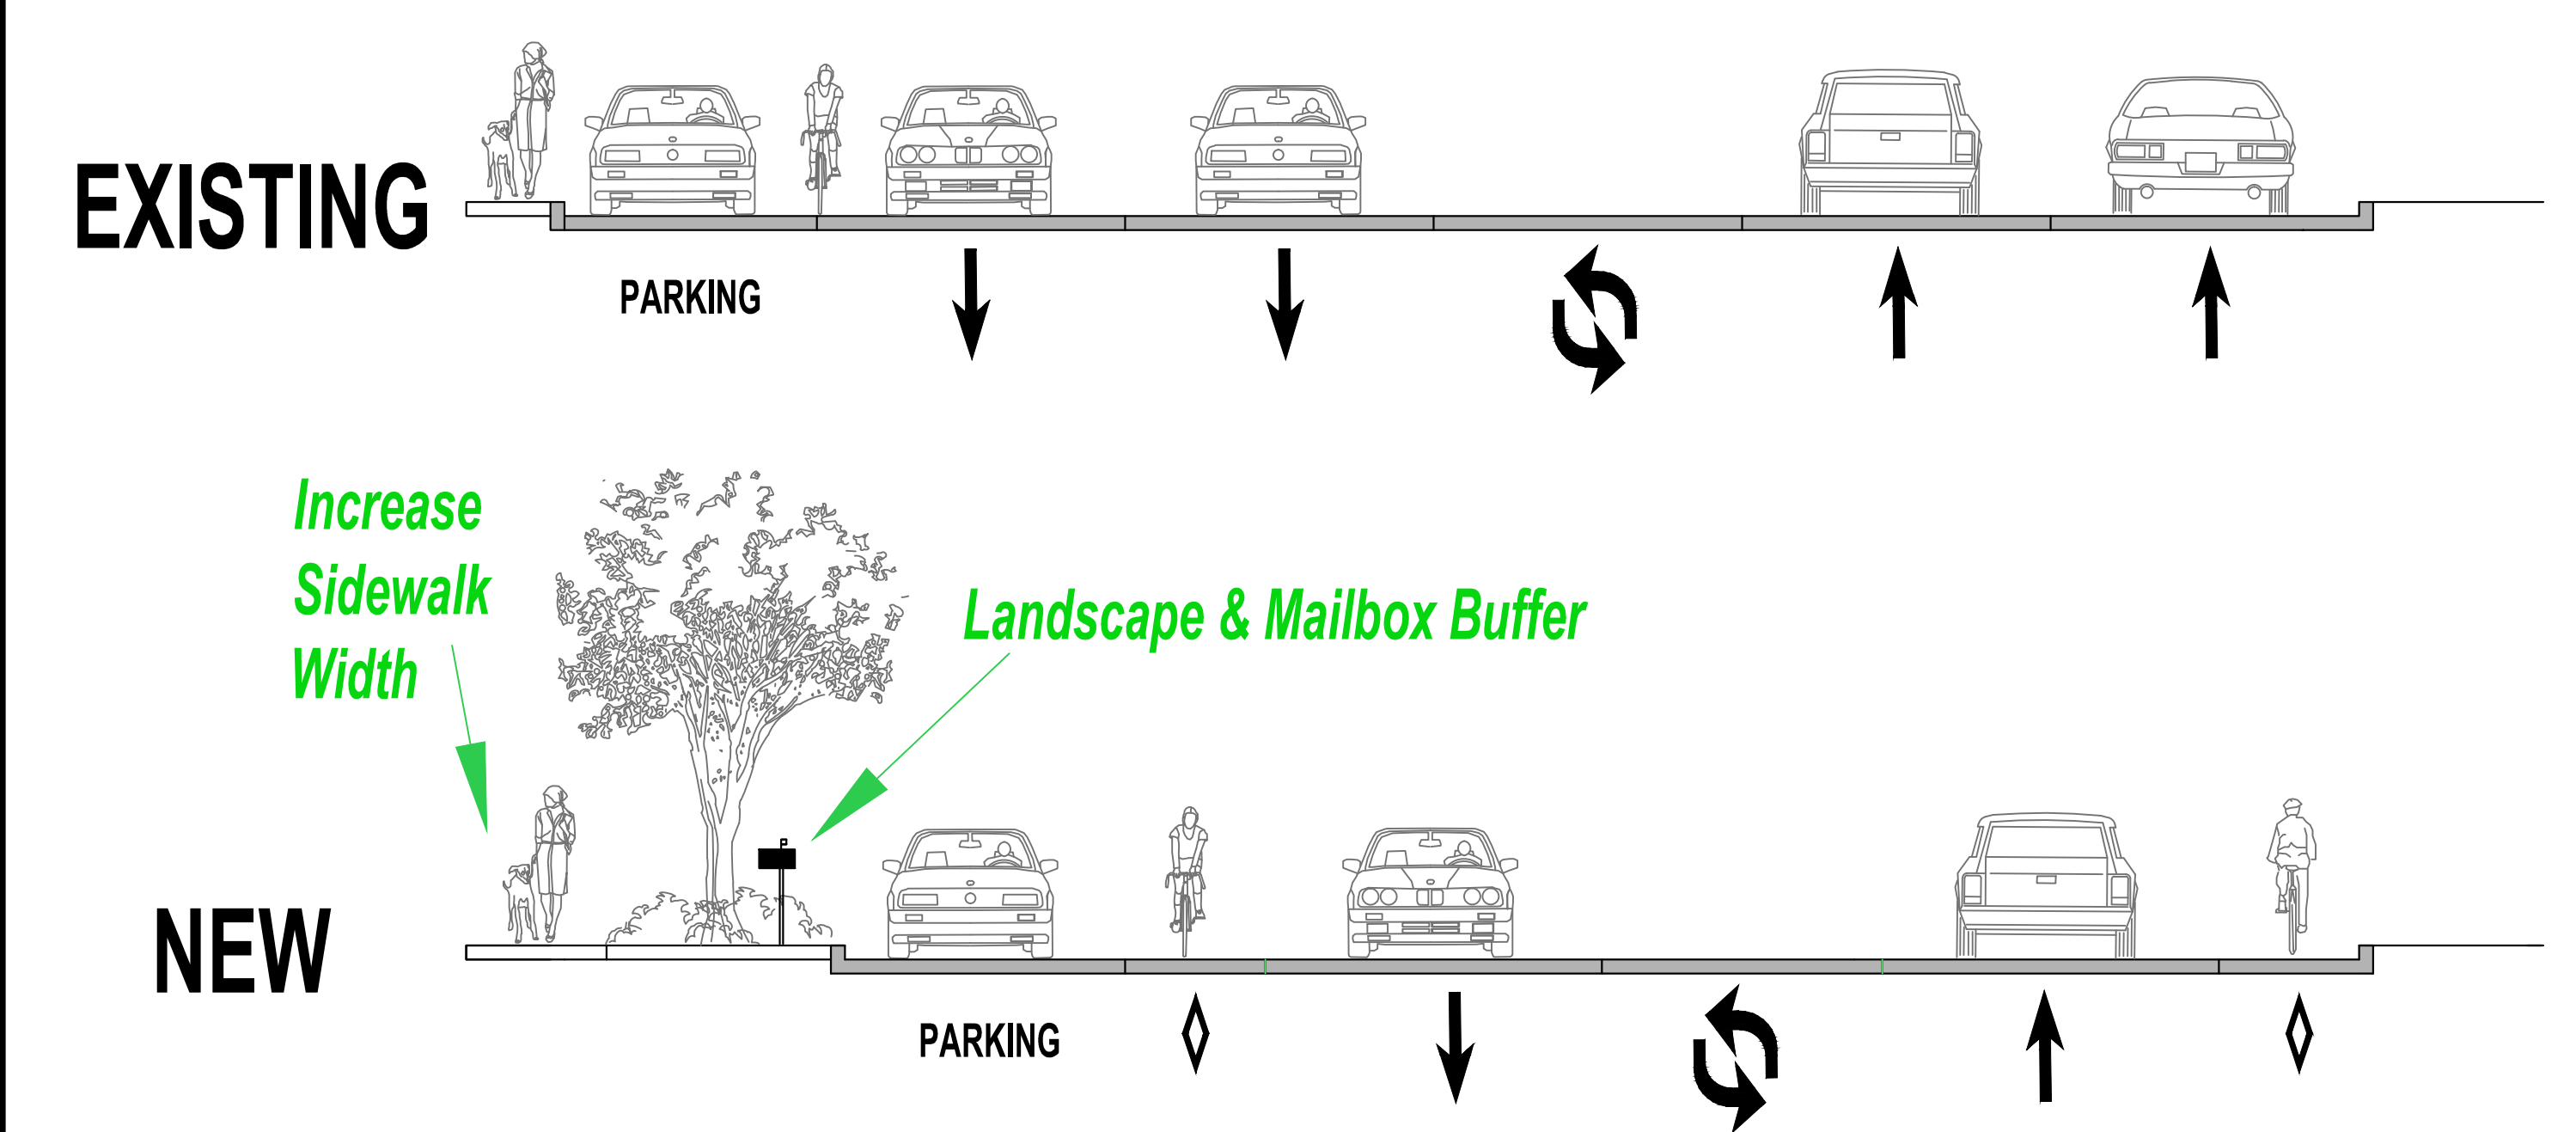 EXISTING
PARKING
Increase
Sidewalk
Width
Landscape & Mailbox Buffer
NEW
PARKING